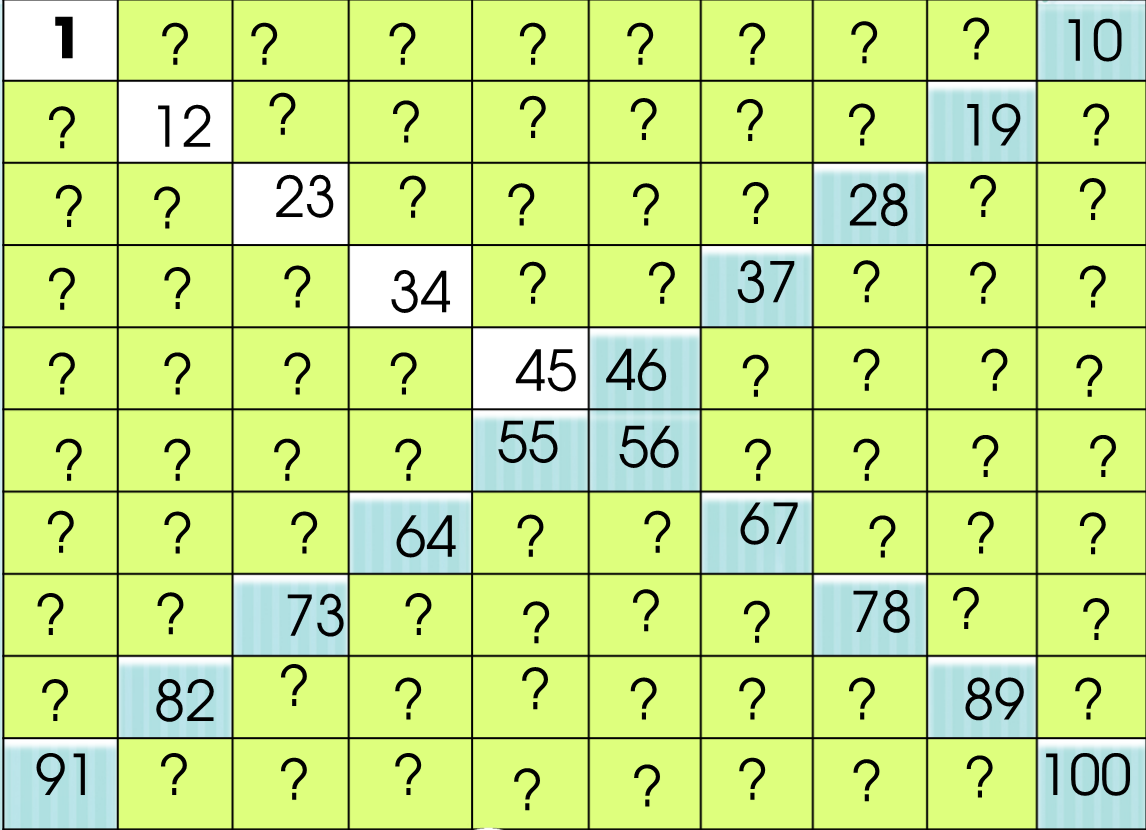 1 ? ? ? ? ? ? ? ? 10
? 12 ? ? ? ? ? ? 19 ?
? ? 23 ? ? ? ? 28 ? ?
? ? ? 34 ? ? 37 ? ? ?
? ? ? ? 45 46 ? ? ? ?
? ? ? ? 55 56 ? ? ? ?
? ? ? 64 ? ? 67 ? ? ?
? ? 73 ? ? ? ? 78 ? ?
? 82 ? ? ? ? ? ? 89 ?
91 ? ? ? ? ? ? ? ? 100